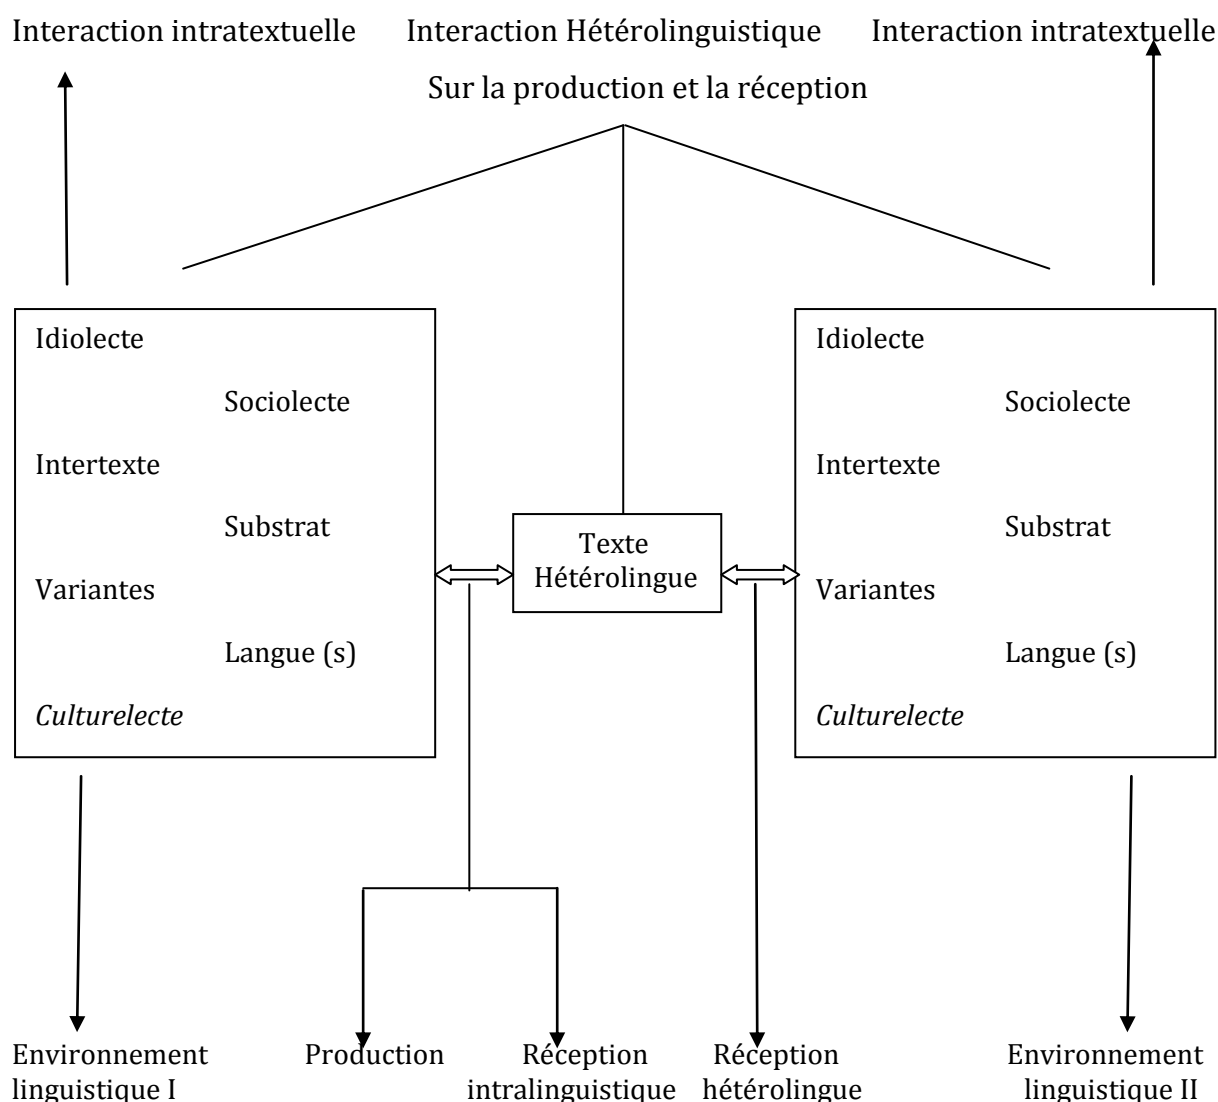 Interaction intratextuelle
Interaction Hétérolinguistique
Interaction intratextuelle
Sur la production et la réception
Idiolecte
Sociolecte
Intertexte
Substrat
Variantes
Langue (s)
Culturelecte
Texte
Hétérolingue
Idiolecte
Sociolecte
Intertexte
Substrat
Variantes
Langue (s)
Culturelecte
Environnement
linguistique I
Production
Réception
intralinguistique
Réception
hétérolingue
Environnement
linguistique II